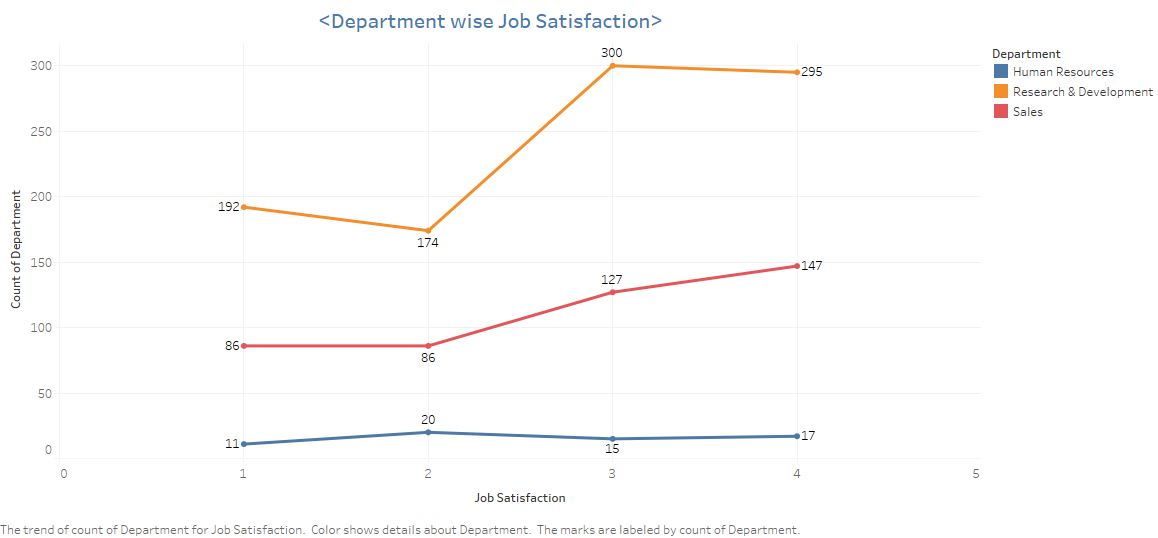 <Department wise Job Satisfaction>
Department
Human Resources
Research & Development
Sales
Count of Department
300
250
200
150
100
50
0
192
174
300
295
86
86
127
147
11
20
15
17
0 1 2 3 4 5
Job Satisfaction
The trend of count of Department for Job Satisfaction. Color shows details about Department. The marks are labeled by count of Department.